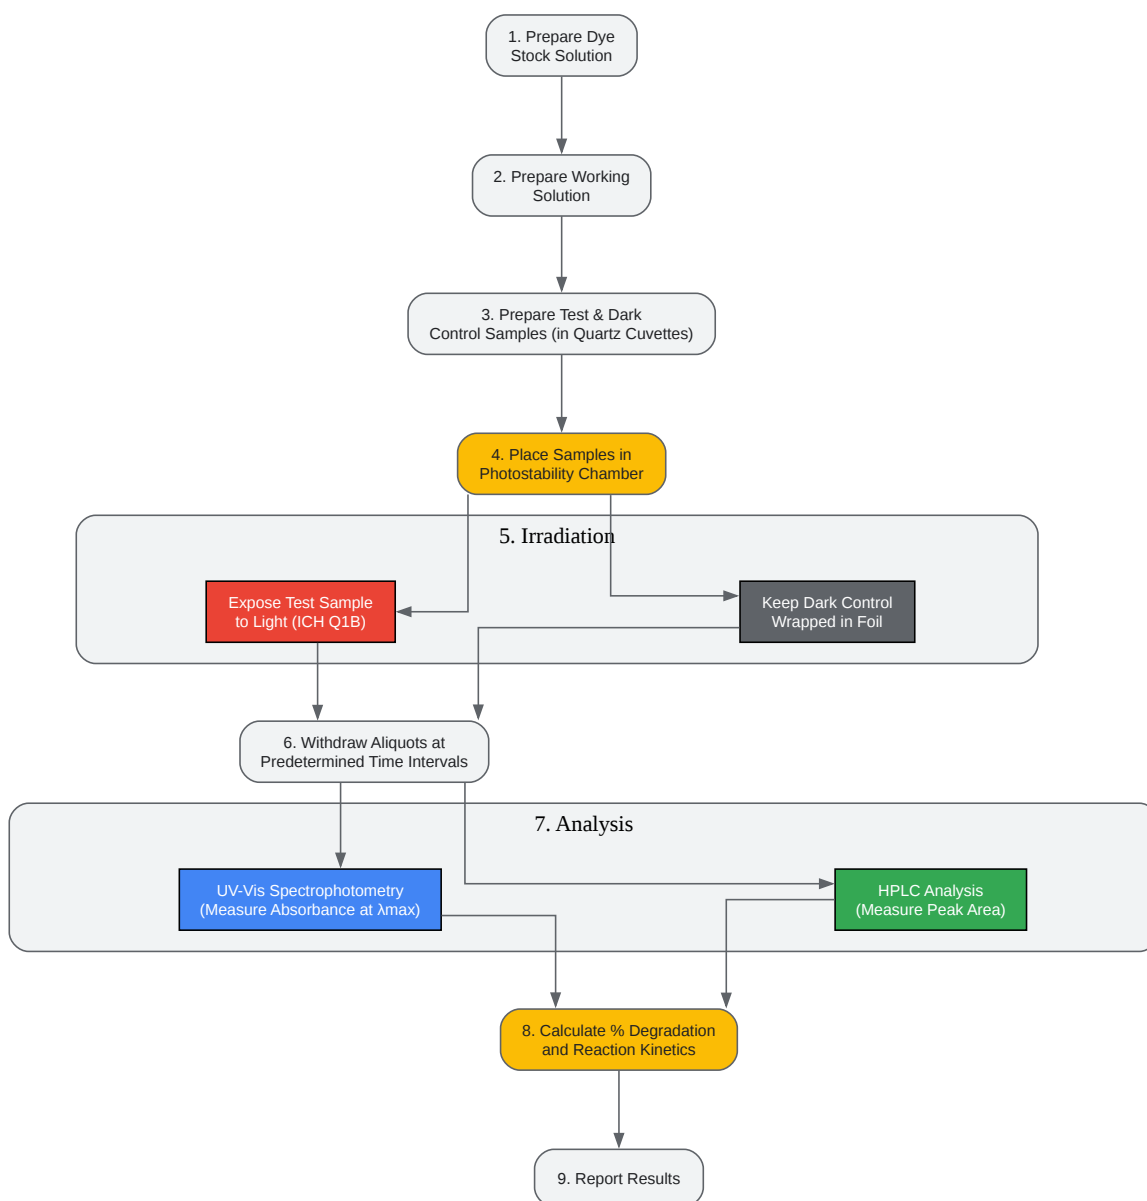 1. Prepare Dye
Stock Solution
2. Prepare Working
Solution
3. Prepare Test & Dark
Control Samples (in Quartz Cuvettes)
4. Place Samples in
Photostability Chamber
5. Irradiation
Expose Test Sample
to Light (ICH Q1B)
Keep Dark Control
Wrapped in Foil
6. Withdraw Aliquots at
Predetermined Time Intervals
7. Analysis
UV-Vis Spectrophotometry
(Measure Absorbance at λmax)
HPLC Analysis
(Measure Peak Area)
8. Calculate % Degradation
and Reaction Kinetics
9. Report Results